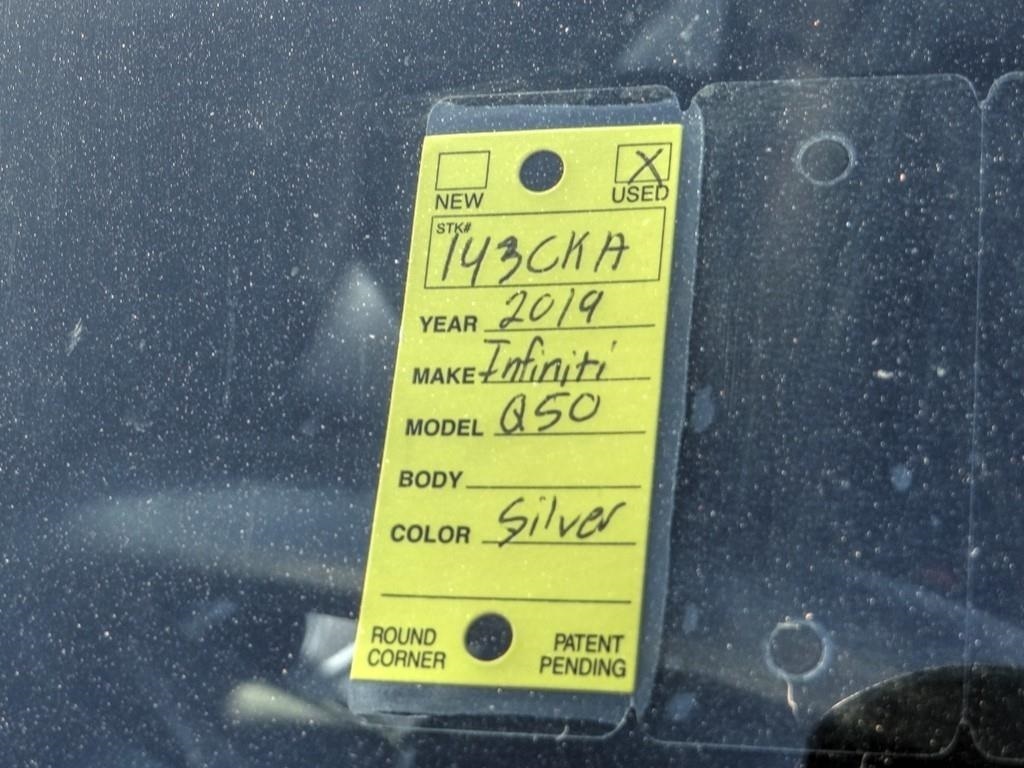 X
NEW USED
STK#
143CKA
YEAR 2019
MAKE Infiniti
MODEL Q50
BODY
COLOR Silver
ROUND CORNER PATENT PENDING